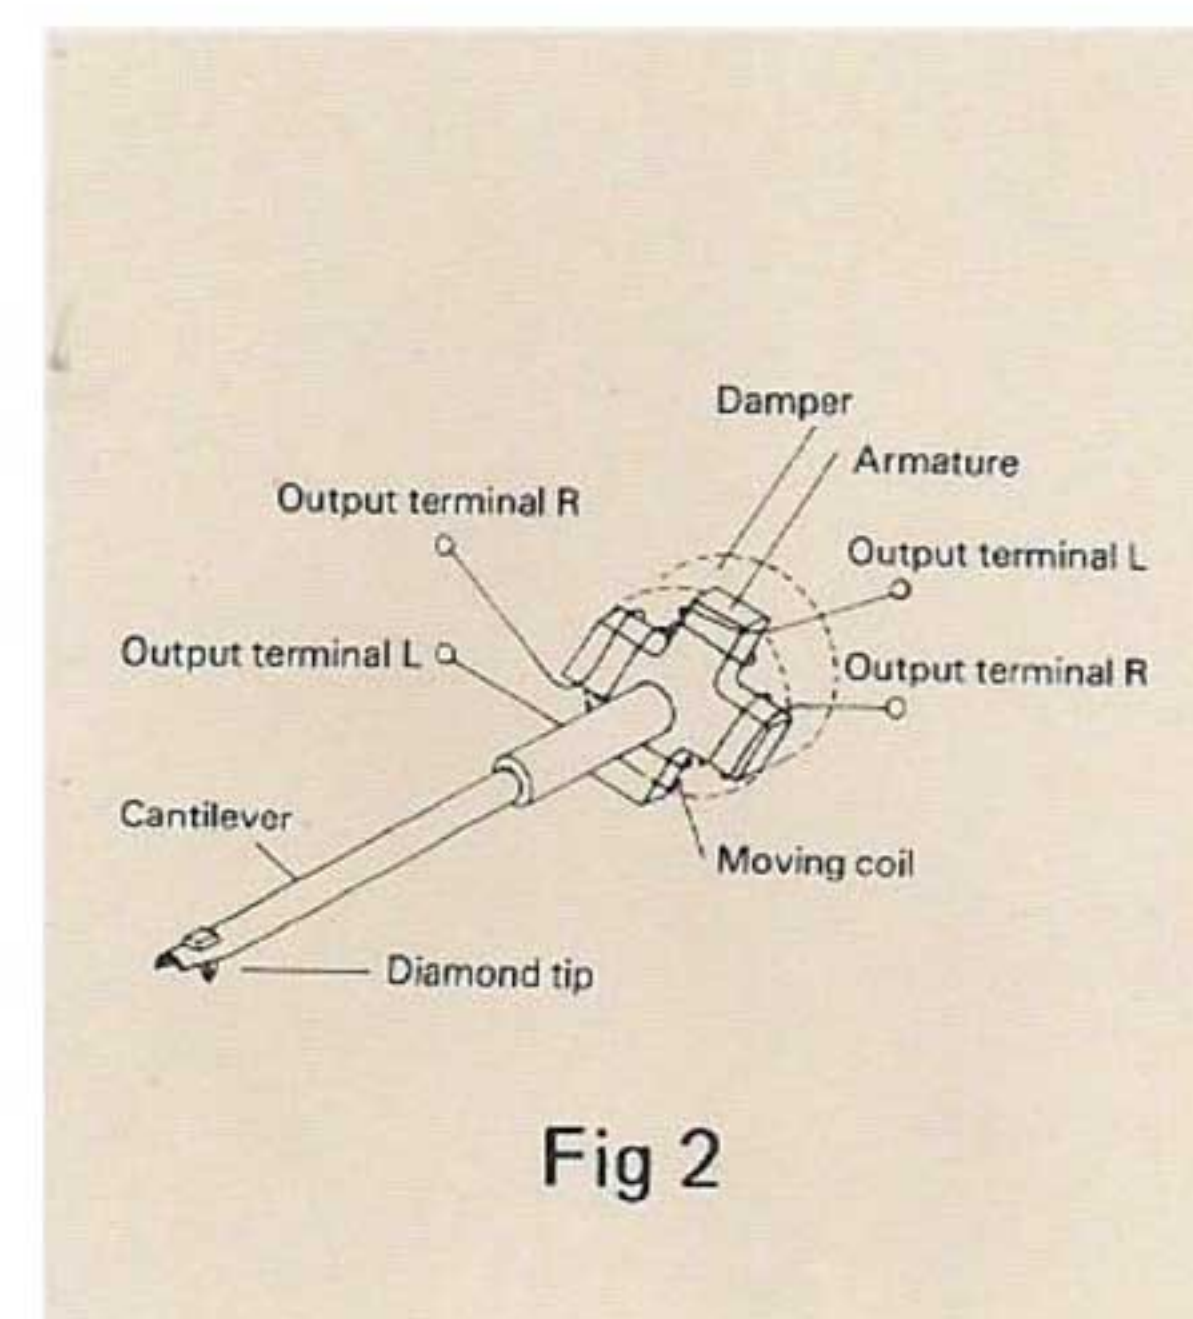 Damper
Armature
Output terminal R
Output terminal L
Output terminal L
Output terminal R
Cantilever
Moving coil
Diamond tip
Fig 2